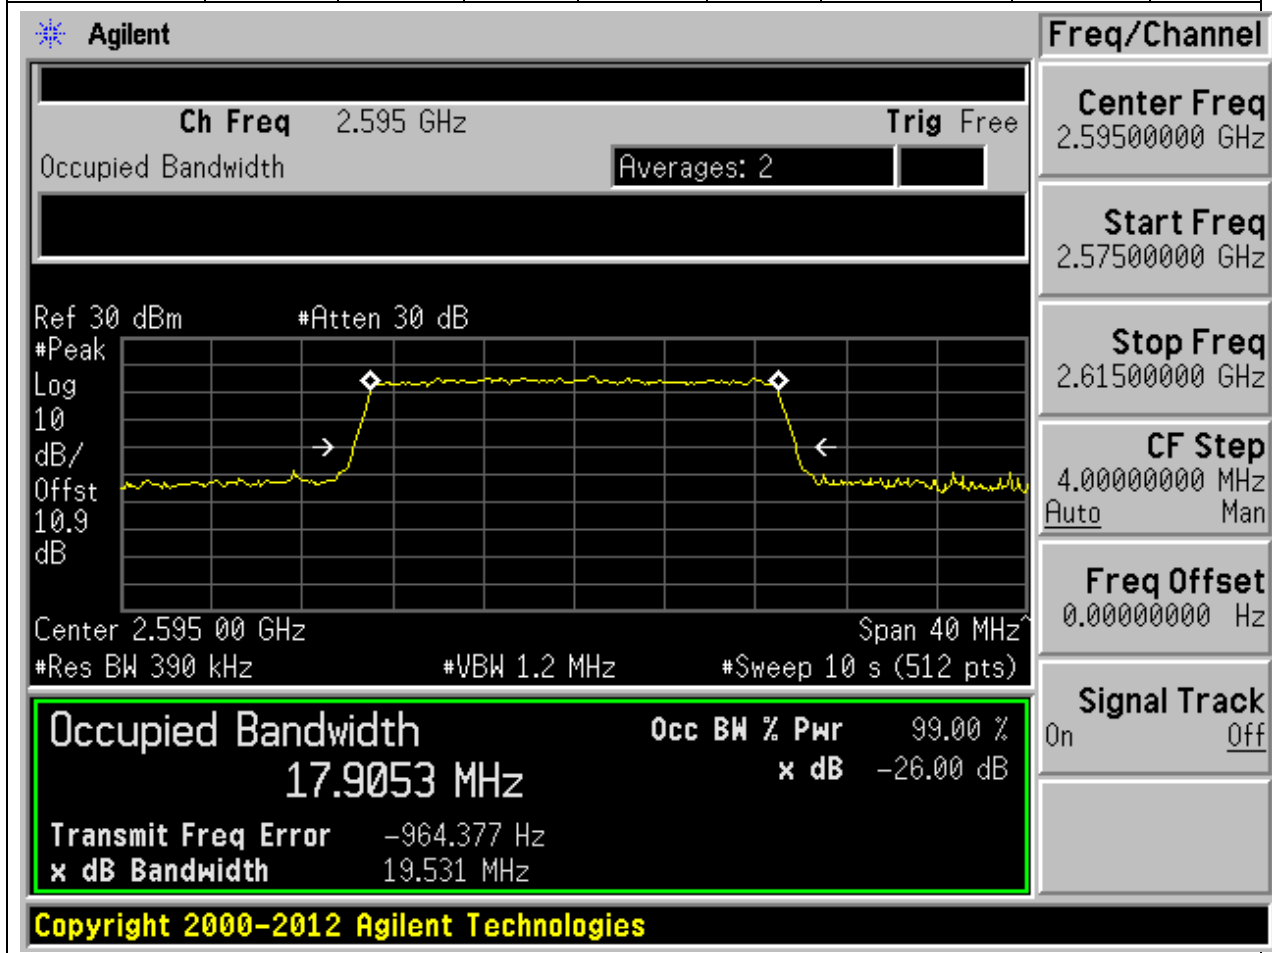 Agilent
Freq/Channel
Ch Freq 2.595 GHz Trig Free
Occupied Bandwidth Averages: 2
Center Freq
2.59500000 GHz
Start Freq
2.57500000 GHz
Stop Freq
2.61500000 GHz
CF Step
4.00000000 MHz
Auto Man
Freq Offset
0.00000000 Hz
Signal Track
On Off
Ref 30 dBm #Atten 30 dB
#Peak
Log
10
dB/
Offst
10.9
dB
Center 2.595 00 GHz Span 40 MHz^
#Res BW 390 kHz #VBW 1.2 MHz #Sweep 10 s (512 pts)
Occupied Bandwidth Occ BW % Pwr 99.00 %
17.9053 MHz x dB -26.00 dB
Transmit Freq Error -964.377 Hz
x dB Bandwidth 19.531 MHz
Copyright 2000-2012 Agilent Technologies